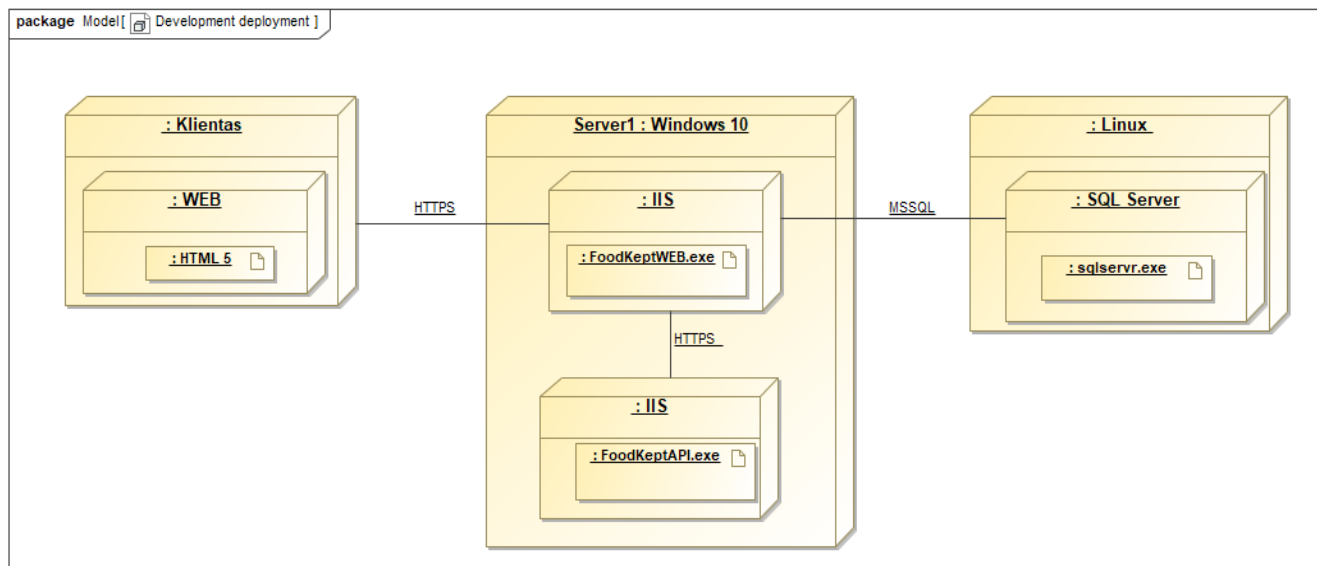 package Model[ Development deployment ]
: Klientas
: WEB
: HTML 5
HTTPS
Server1 : Windows 10
: IIS
: FoodKeptWEB.exe
HTTPS
: IIS
: FoodKeptAPI.exe
MSSQL
: Linux
: SQL Server
: sqlservr.exe